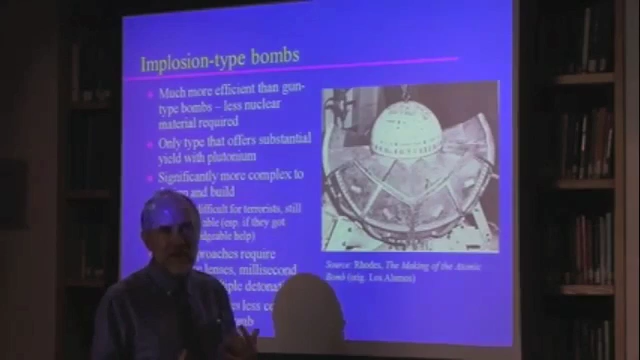 Implosion-type bombs
Much more efficient than gun-
type bombs – less nuclear
material required
Only type that offers substantial
yield with plutonium
Significantly more complex to
and build
difficult for terrorists, still
(esp. if they got
help)
require
lenses, millisecond
less
Source: Rhodes, The Making of the Atomic
Bomb (orig. Los Alamos)